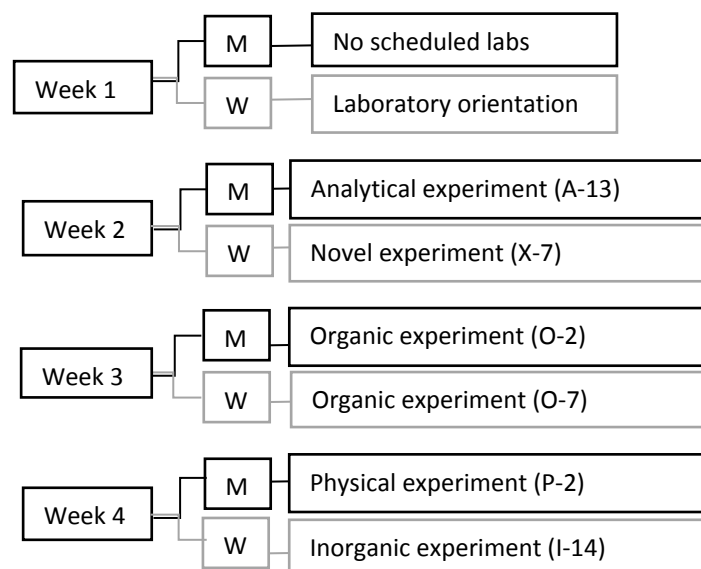 M
No scheduled labs
Week 1
W
Laboratory orientation
M
Analytical experiment (A-13)
Week 2
W
Novel experiment (X-7)
M
Organic experiment (O-2)
Week 3
W
Organic experiment (O-7)
M
Physical experiment (P-2)
Week 4
W
Inorganic experiment (I-14)